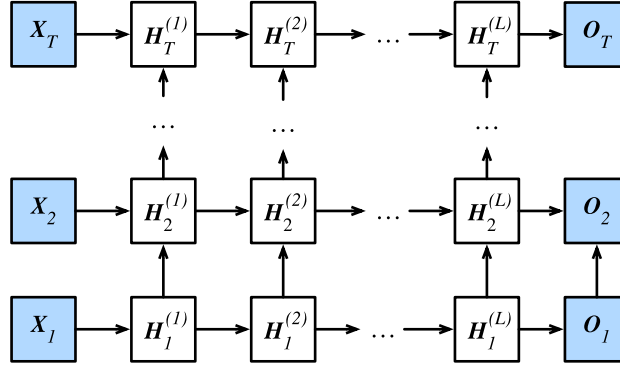 X_T H_T^(1) H_T^(2) ... H_T^(L) O_T
... ... ...
X_2 H_2^(1) H_2^(2) ... H_2^(L) O_2
X_1 H_1^(1) H_1^(2) ... H_1^(L) O_1